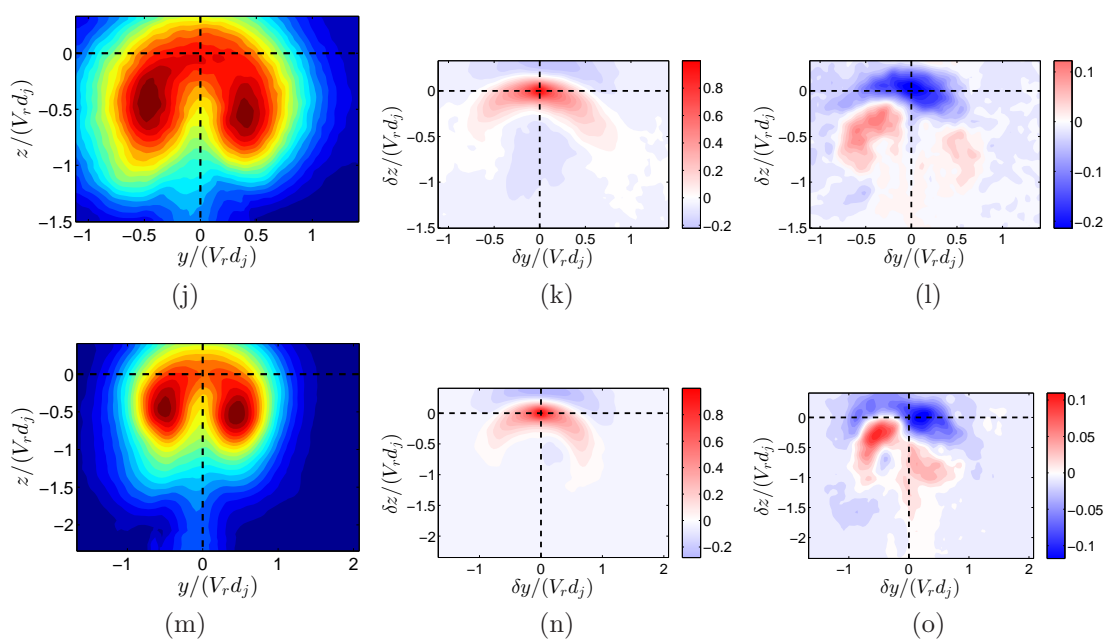 0
−0.5
−1
−1.5
z/(V_r d_j)
−1 −0.5 0 0.5 1
y/(V_r d_j)
(j)
0
−0.5
−1
−1.5
δz/(V_r d_j)
−1 −0.5 0 0.5 1
δy/(V_r d_j)
0.8
0.6
0.4
0.2
0
−0.2
(k)
0
−0.5
−1
−1.5
δz/(V_r d_j)
−1 −0.5 0 0.5 1
δy/(V_r d_j)
0.1
0
−0.1
−0.2
(l)
0
−0.5
−1
−1.5
−2
z/(V_r d_j)
−1 0 1 2
y/(V_r d_j)
(m)
0
−0.5
−1
−1.5
−2
δz/(V_r d_j)
−1 0 1 2
δy/(V_r d_j)
0.8
0.6
0.4
0.2
0
−0.2
(n)
0
−0.5
−1
−1.5
−2
δz/(V_r d_j)
−1 0 1 2
δy/(V_r d_j)
0.1
0.05
0
−0.05
−0.1
(o)